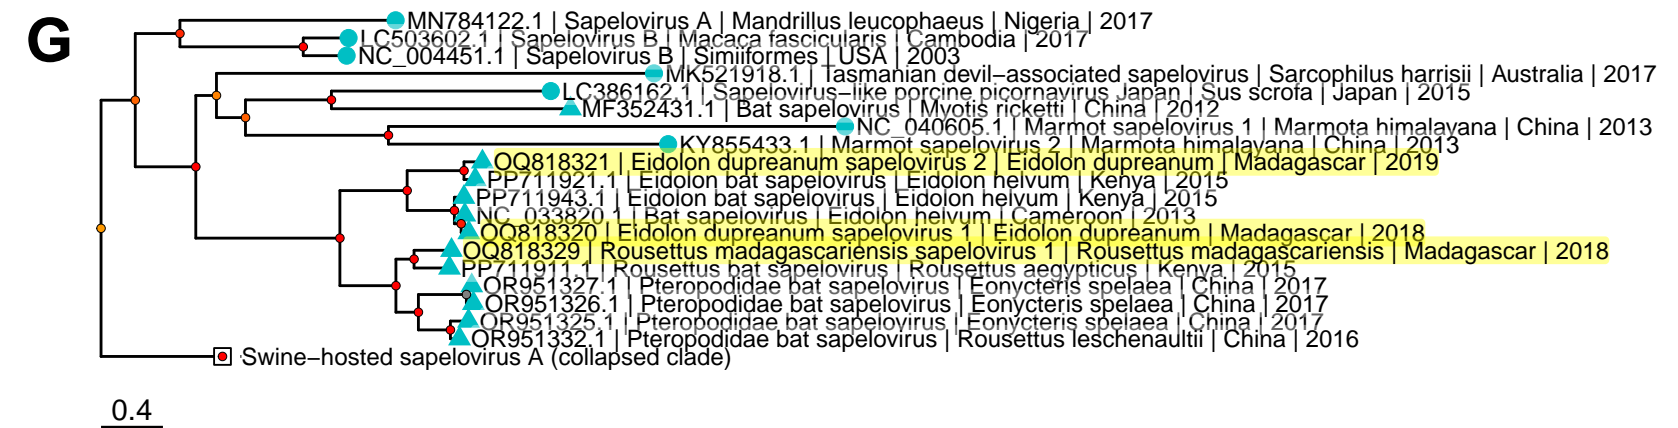 G
MN784122.1 | Sapelovirus A | Mandrillus leucophaeus | Nigeria | 2017
LC503602.1 | Sapelovirus B | Macaca fascicularis | Cambodia | 2017
NC_004451.1 | Sapelovirus B | Simiiformes | USA | 2003
MK521918.1 | Tasmanian devil−associated sapelovirus | Sarcophilus harrisii | Australia | 2017
LC386162.1 | Sapelovirus−like porcine picornavirus Japan | Sus scrofa | Japan | 2015
MF352431.1 | Bat sapelovirus | Myotis ricketti | China | 2012
NC_040605.1 | Marmot sapelovirus 1 | Marmota himalayana | China | 2013
KY855433.1 | Marmot sapelovirus 2 | Marmota himalayana | China | 2013
OQ818321 | Eidolon dupreanum sapelovirus 2 | Eidolon dupreanum | Madagascar | 2019
PP711921.1 | Eidolon bat sapelovirus | Eidolon helvum | Kenya | 2015
PP711943.1 | Eidolon bat sapelovirus | Eidolon helvum | Kenya | 2015
NC_033820.1 | Bat sapelovirus | Eidolon helvum | Cameroon | 2013
OQ818320 | Eidolon dupreanum sapelovirus 1 | Eidolon dupreanum | Madagascar | 2018
OQ818329 | Rousettus madagascariensis sapelovirus 1 | Rousettus madagascariensis | Madagascar | 2018
PP711911.1 | Rousettus bat sapelovirus | Rousettus aegypticus | Kenya | 2015
OR951327.1 | Pteropodidae bat sapelovirus | Eonycteris spelaea | China | 2017
OR951326.1 | Pteropodidae bat sapelovirus | Eonycteris spelaea | China | 2017
OR951325.1 | Pteropodidae bat sapelovirus | Eonycteris spelaea | China | 2017
OR951332.1 | Pteropodidae bat sapelovirus | Rousettus leschenaultii | China | 2016
Swine−hosted sapelovirus A (collapsed clade)
0.4